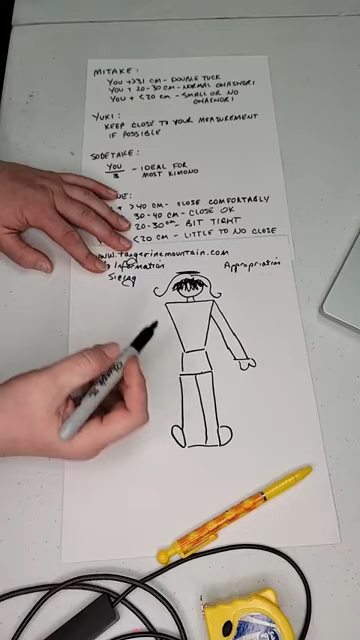 MITAKE:
YOU +>31 CM - DOUBLE TUCK
YOU + 20-30 CM - NORMAL OHASHORI
YOU + <20 CM - SMALL OR NO
OHASHORI
YUKI:
KEEP CLOSE TO YOUR MEASUREMENT
IF POSSIBLE
SODETAKE:
YOU
3
- IDEAL FOR
MOST KIMONO
>40 CM - CLOSE COMFORTABLY
30-40 CM - CLOSE OK
20-30 - BIT TIGHT
<20 CM - LITTLE TO NO CLOSE
www.tangerinemountain.com
Information
Appropriation
Sizing